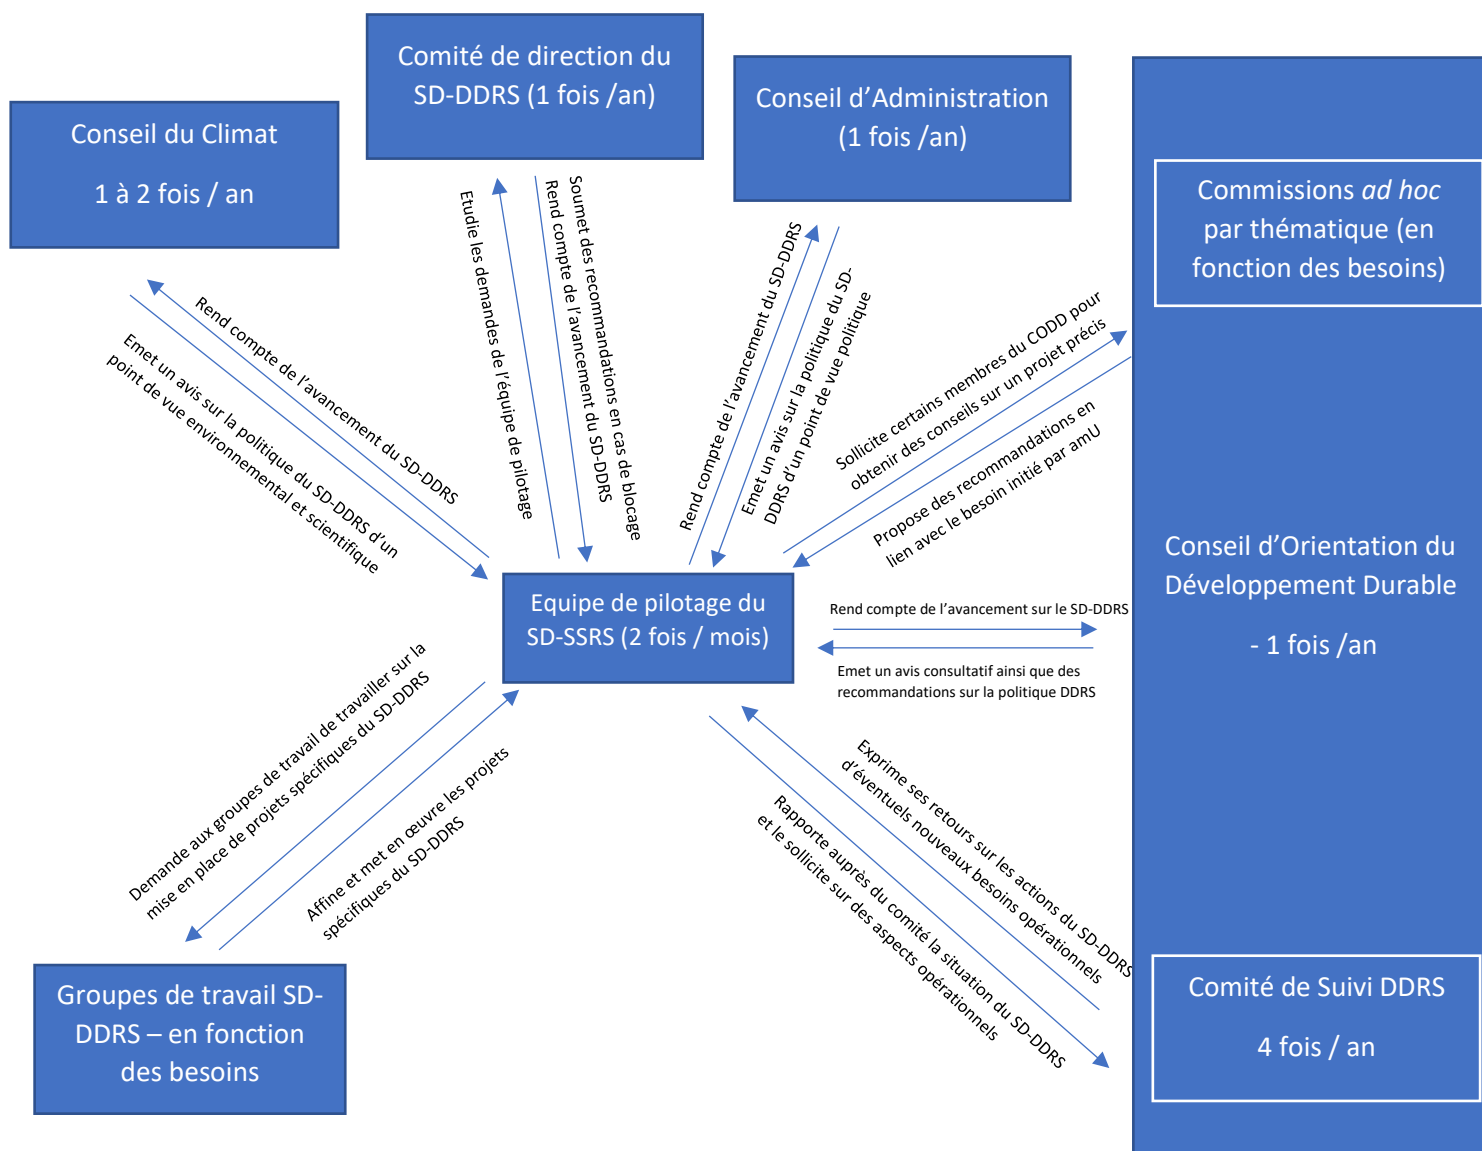 Comité de direction du
SD-DDRS (1 fois /an)
Conseil d’Administration
(1 fois /an)
Conseil du Climat
1 à 2 fois / an
Commissions ad hoc
par thématique (en
fonction des besoins)
Etudie les demandes de l’équipe de pilotage
Soumet des recommandations en cas de blocage
Rend compte de l’avancement du SD-DDRS
Rend compte de l’avancement du SD-DDRS
Emet un avis sur la politique du SD-
DDRS d’un point de vue politique
Rend compte de l’avancement du SD-DDRS
Emet un avis sur la politique du SD-DDRS d’un
point de vue environnemental et scientifique
Sollicite certains membres du CODD pour
obtenir des conseils sur un projet précis
Propose des recommandations en
lien avec le besoin initié par amU
Conseil d’Orientation du
Développement Durable
- 1 fois /an
Equipe de pilotage du
SD-SSRS (2 fois / mois)
Rend compte de l’avancement sur le SD-DDRS
Emet un avis consultatif ainsi que des
recommandations sur la politique DDRS
Demande aux groupes de travail de travailler sur la
mise en place de projets spécifiques du SD-DDRS
Affine et met en œuvre les projets
spécifiques du SD-DDRS
Exprime ses retours sur les actions du SD-DDRS
d’éventuels nouveaux besoins opérationnels
Rapporte auprès du comité la situation du SD-DDRS
et le sollicite sur des aspects opérationnels
Groupes de travail SD-
DDRS – en fonction
des besoins
Comité de Suivi DDRS
4 fois / an